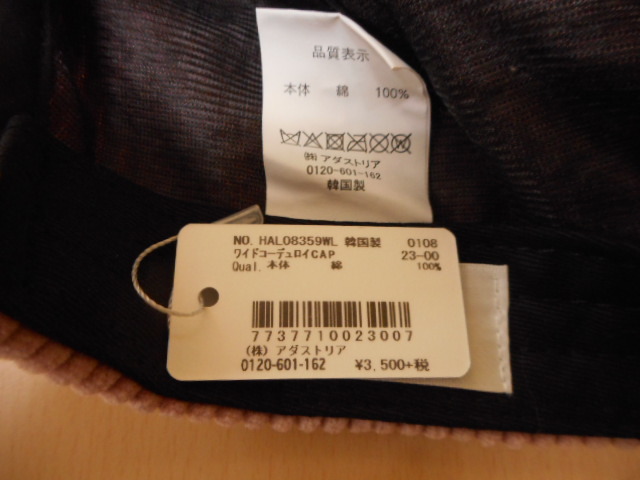 品質表示
本体 綿 100%
㈱アダストリア
0120-601-162
韓国製
NO. HAL08359WL 韓国製 0108
ワイドコーデュロイCAP 23-00
Qual. 本体 綿 100%
7737710023007
(株)アダストリア
0120-601-162 ¥3,500+税